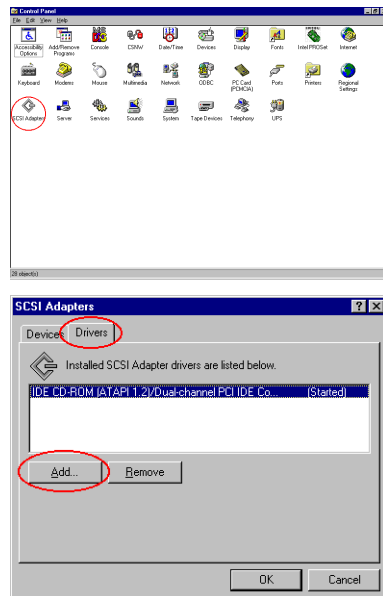 Control Panel
File Edit View Help
Accessibility Options
Add/Remove Programs
Console
CSNW
Date/Time
Devices
Display
Fonts
Intel PROSet
Internet
Keyboard
Modems
Mouse
Multimedia
Network
ODBC
PC Card (PCMCIA)
Ports
Printers
Regional Settings
SCSI Adapters
Server
Services
Sounds
System
Tape Devices
Telephony
UPS
28 object(s)
SCSI Adapters
Devices Drivers
Installed SCSI Adapter drivers are listed below.
IDE CD-ROM (ATAPI 1.2)/Dual-channel PCI IDE Co... (Started)
Add... Remove
OK Cancel